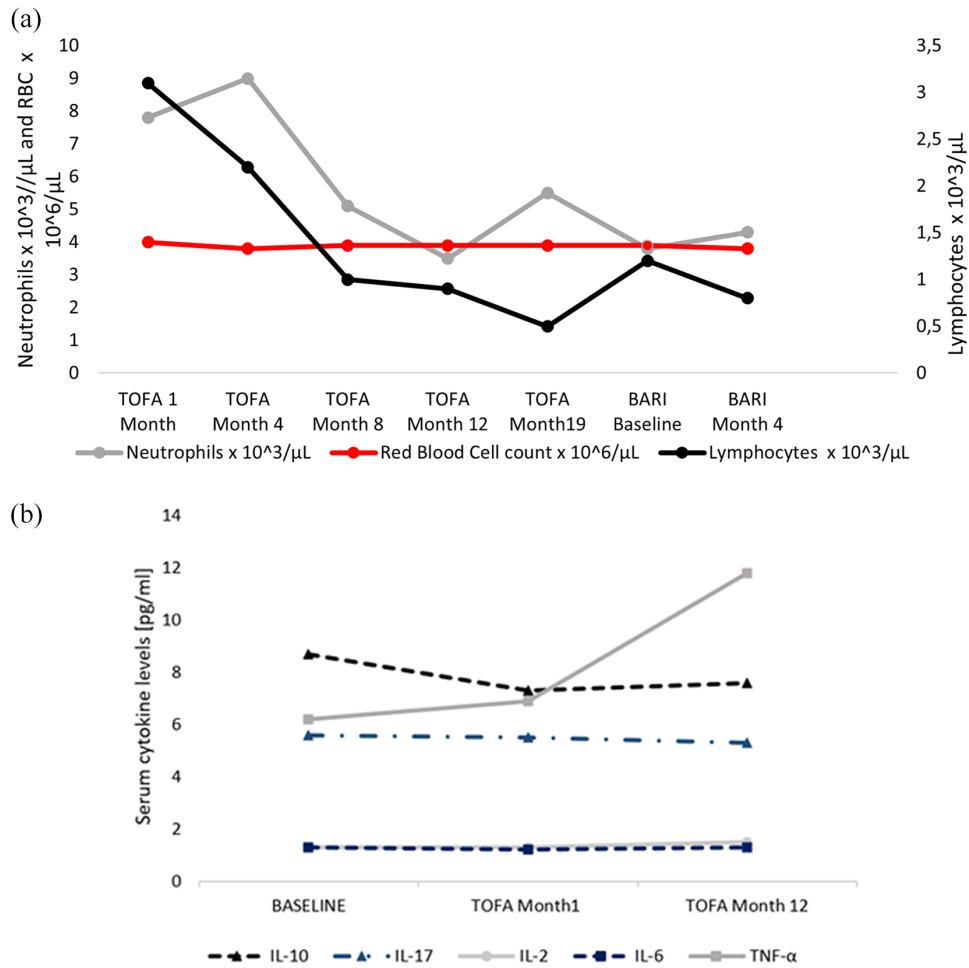 (a)
Neutrophils x 10^3//µL and RBC x
10^6/µL
10
9
8
7
6
5
4
3
2
1
0
3,5
3
2,5
2
1,5
1
0,5
0
Lymphocytes x 10^3/µL
TOFA 1
Month
TOFA
Month 4
TOFA
Month 8
TOFA
Month 12
TOFA
Month19
BARI
Baseline
BARI
Month 4
Neutrophils x 10^3/µL
Red Blood Cell count x 10^6/µL
Lymphocytes x 10^3/µL
(b)
Serum cytokine levels [pg/ml]
14
12
10
8
6
4
2
0
BASELINE
TOFA Month1
TOFA Month 12
IL-10
IL-17
IL-2
IL-6
TNF-α